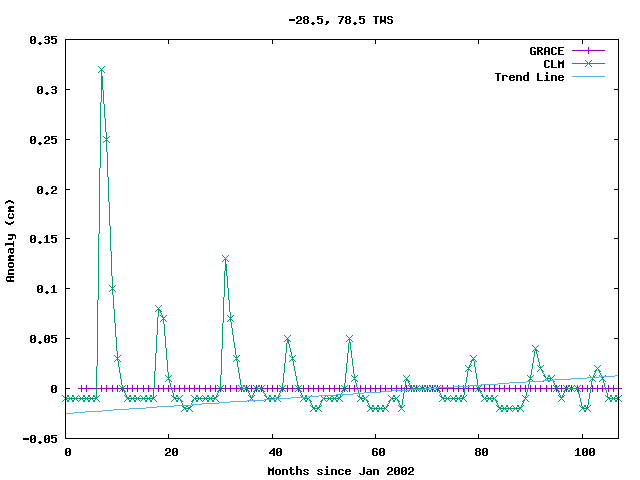 -28.5, 78.5 TWS
GRACE
CLM
Trend Line
0.35
0.3
0.25
0.2
0.15
0.1
0.05
0
-0.05
Anomaly (cm)
0 20 40 60 80 100
Months since Jan 2002